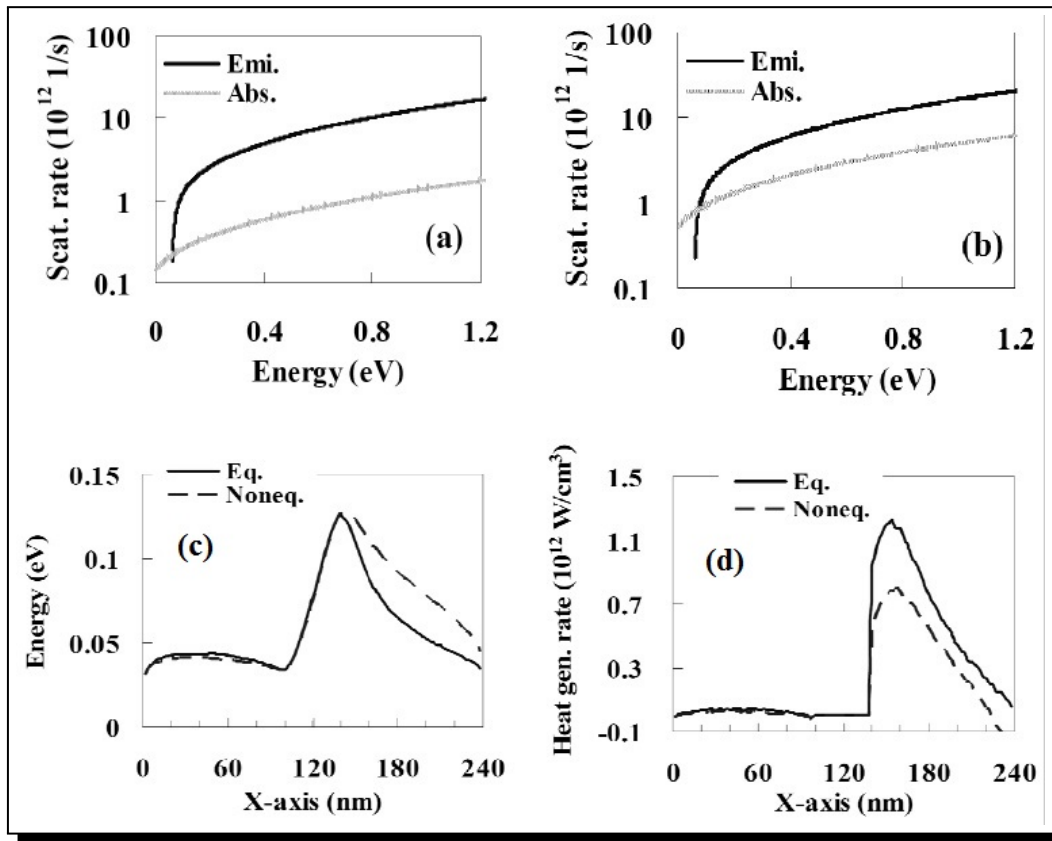 Scat. rate (10¹² 1/s)
100
10
1
0.1
Emi.
Abs.
(a)
0 0.4 0.8 1.2
Energy (eV)
Scat. rate (10¹² 1/s)
100
10
1
0.1
Emi.
Abs.
(b)
0 0.4 0.8 1.2
Energy (eV)
Energy (eV)
0.15
0.1
0.05
0
Eq.
Noneq.
(c)
0 60 120 180 240
X-axis (nm)
Heat gen. rate (10¹² W/cm³)
1.5
1.1
0.7
0.3
-0.1
Eq.
Noneq.
(d)
0 60 120 180 240
X-axis (nm)